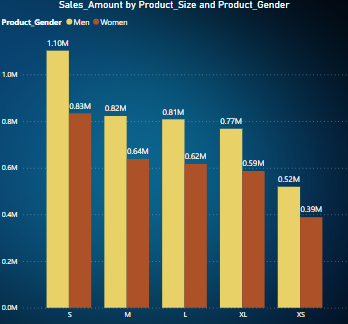 Sales_Amount by Product_Size and Product_Gender
Product_Gender Men Women
1.10M
1.0M
0.83M
0.82M
0.81M
0.8M
0.77M
0.64M
0.62M
0.6M
0.59M
0.52M
0.4M
0.39M
0.2M
0.0M
S M L XL XS